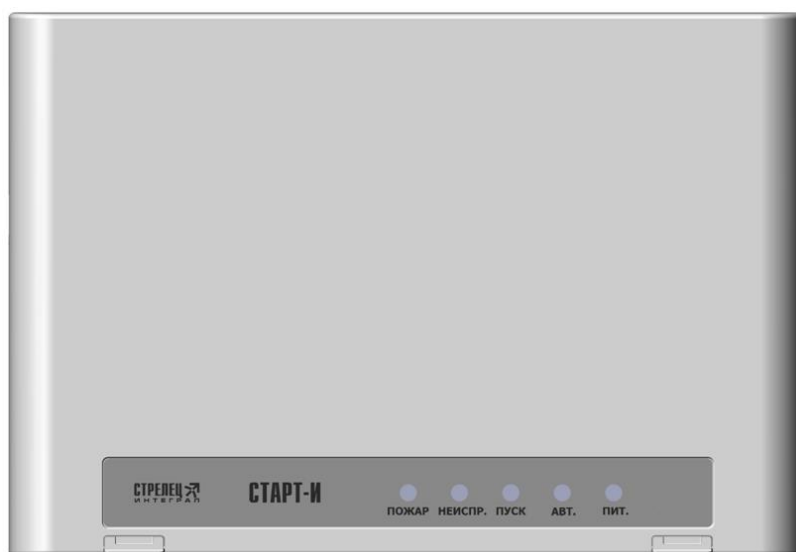 СТРЕЛЕЦ
ИНТЕГРАЛ
СТАРТ-И
ПОЖАР НЕИСПР. ПУСК АВТ. ПИТ.